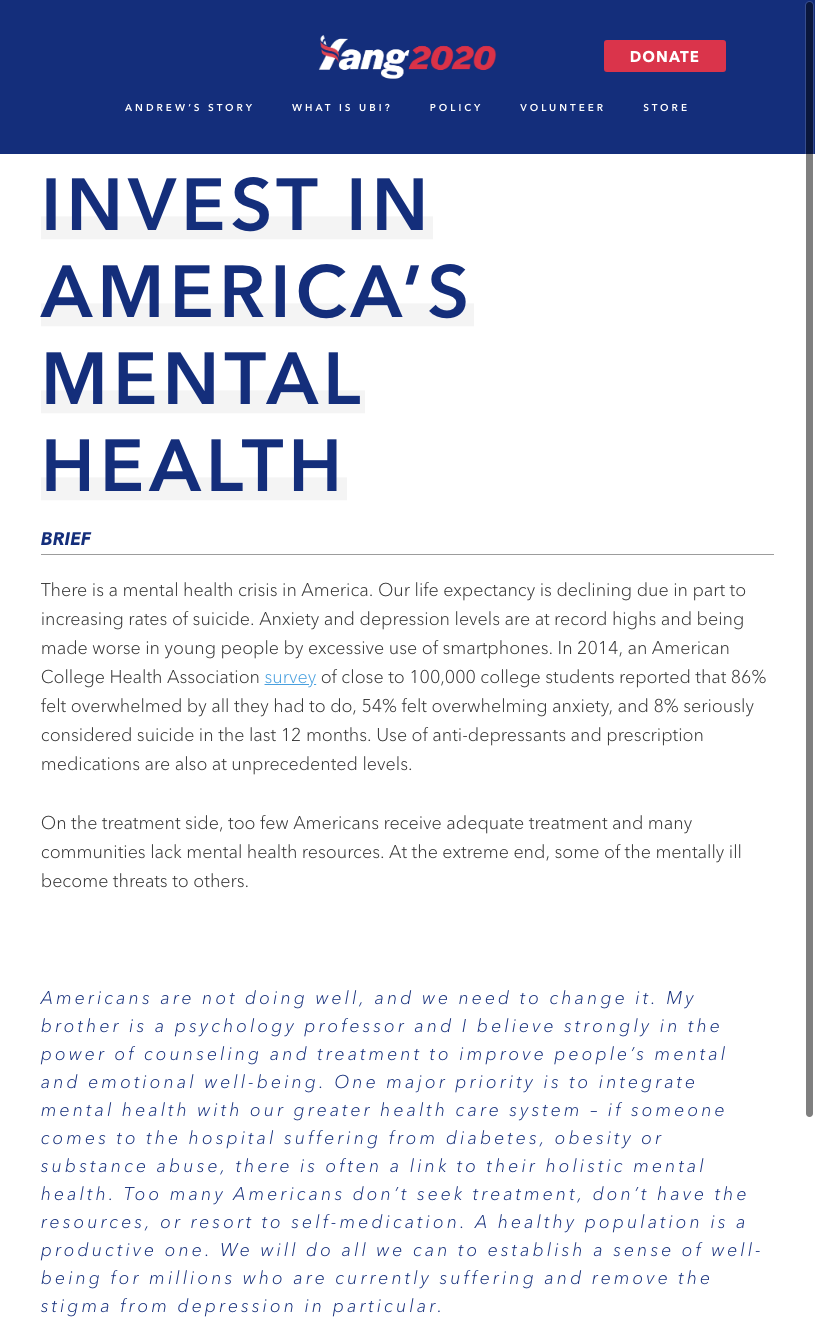 Yang2020
DONATE
ANDREW'S STORY WHAT IS UBI? POLICY VOLUNTEER STORE
INVEST IN
AMERICA’S
MENTAL
HEALTH
BRIEF
There is a mental health crisis in America. Our life expectancy is declining due in part to
increasing rates of suicide. Anxiety and depression levels are at record highs and being
made worse in young people by excessive use of smartphones. In 2014, an American
College Health Association survey of close to 100,000 college students reported that 86%
felt overwhelmed by all they had to do, 54% felt overwhelming anxiety, and 8% seriously
considered suicide in the last 12 months. Use of anti-depressants and prescription
medications are also at unprecedented levels.
On the treatment side, too few Americans receive adequate treatment and many
communities lack mental health resources. At the extreme end, some of the mentally ill
become threats to others.
Americans are not doing well, and we need to change it. My
brother is a psychology professor and I believe strongly in the
power of counseling and treatment to improve people’s mental
and emotional well-being. One major priority is to integrate
mental health with our greater health care system – if someone
comes to the hospital suffering from diabetes, obesity or
substance abuse, there is often a link to their holistic mental
health. Too many Americans don’t seek treatment, don’t have the
resources, or resort to self-medication. A healthy population is a
productive one. We will do all we can to establish a sense of well-
being for millions who are currently suffering and remove the
stigma from depression in particular.